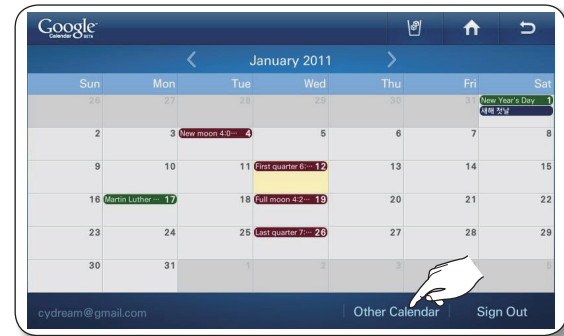 Google
Calendar BETA
January 2011
Sun Mon Tue Wed Thu Fri Sat
26 27 28 29 30 31 New Year's Day 1
새해 첫날
2 3 New moon 4:0··· 4 5 6 7 8
9 10 11 First quarter 6:··· 12 13 14 15
16 Martin Luther ··· 17 18 Full moon 4:2··· 19 20 21 22
23 24 25 Last quarter 7:··· 26 27 28 29
30 31 1 2 3 5
cydream@gmail.com Other Calendar Sign Out